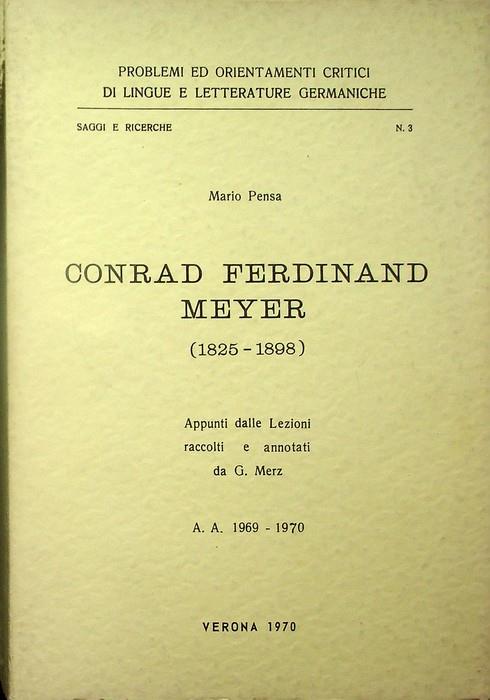 PROBLEMI ED ORIENTAMENTI CRITICI
DI LINGUE E LETTERATURE GERMANICHE
SAGGI E RICERCHE N. 3
Mario Pensa
CONRAD FERDINAND
MEYER
(1825 - 1898)
Appunti dalle Lezioni
raccolti e annotati
da G. Merz
A. A. 1969 - 1970
VERONA 1970